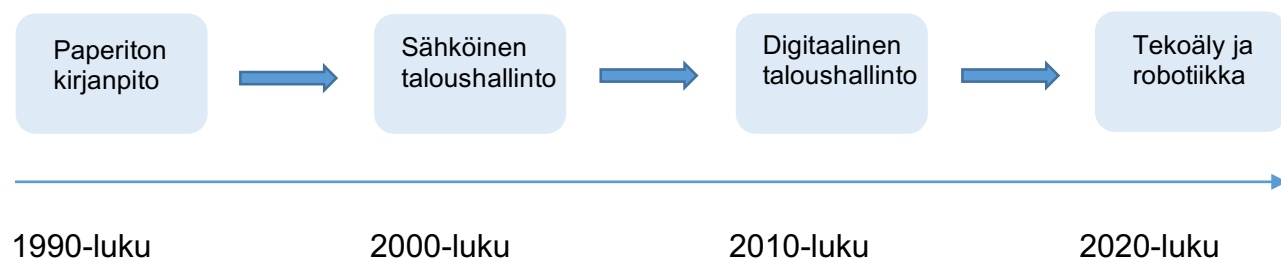 Paperiton
kirjanpito
Sähköinen
taloushallinto
Digitaalinen
taloushallinto
Tekoäly ja
robotiikka
1990-luku
2000-luku
2010-luku
2020-luku